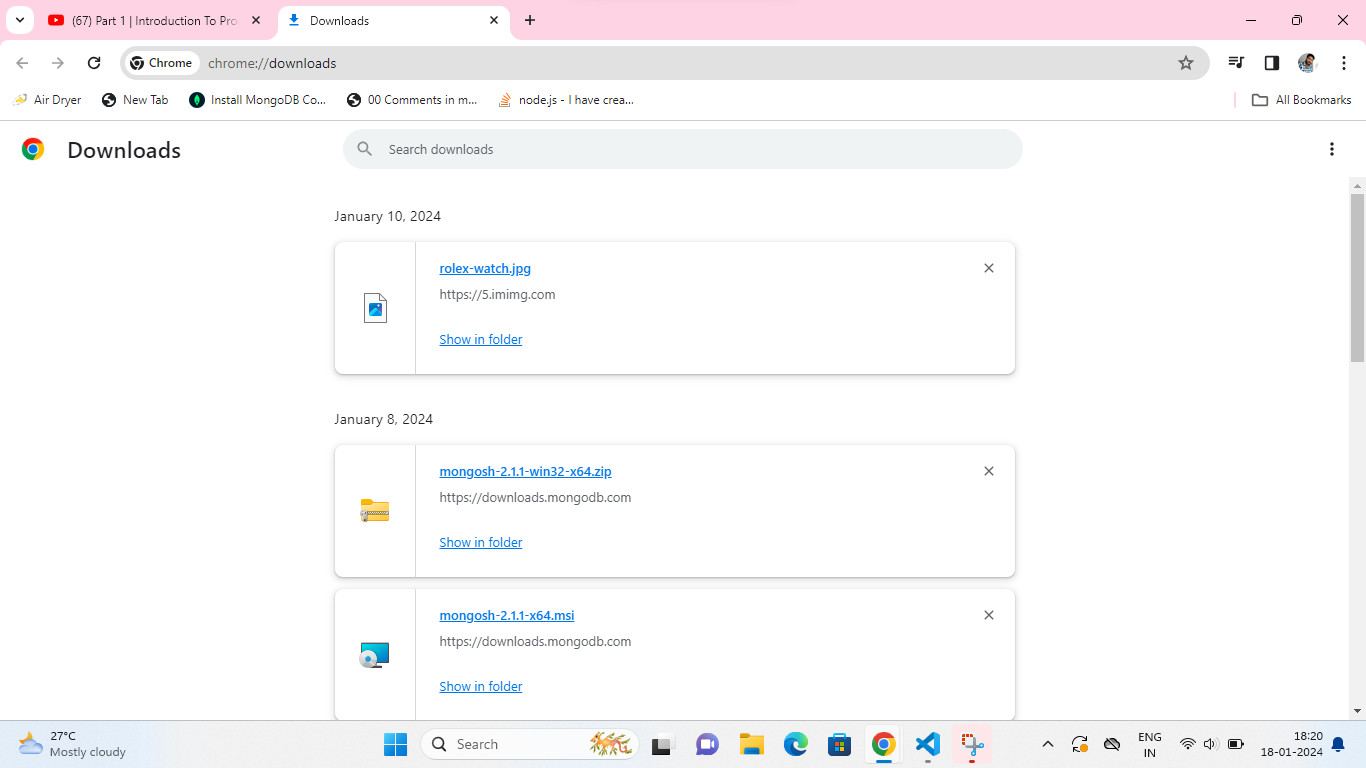 (67) Part 1 | Introduction To Pro
Downloads
Chrome
chrome://downloads
Air Dryer
New Tab
Install MongoDB Co...
00 Comments in m...
node.js - I have crea...
All Bookmarks
Downloads
Search downloads
January 10, 2024
rolex-watch.jpg
https://5.imimg.com
Show in folder
January 8, 2024
mongosh-2.1.1-win32-x64.zip
https://downloads.mongodb.com
Show in folder
mongosh-2.1.1-x64.msi
https://downloads.mongodb.com
Show in folder
27°C
Mostly cloudy
Search
ENG
IN
18:20
18-01-2024